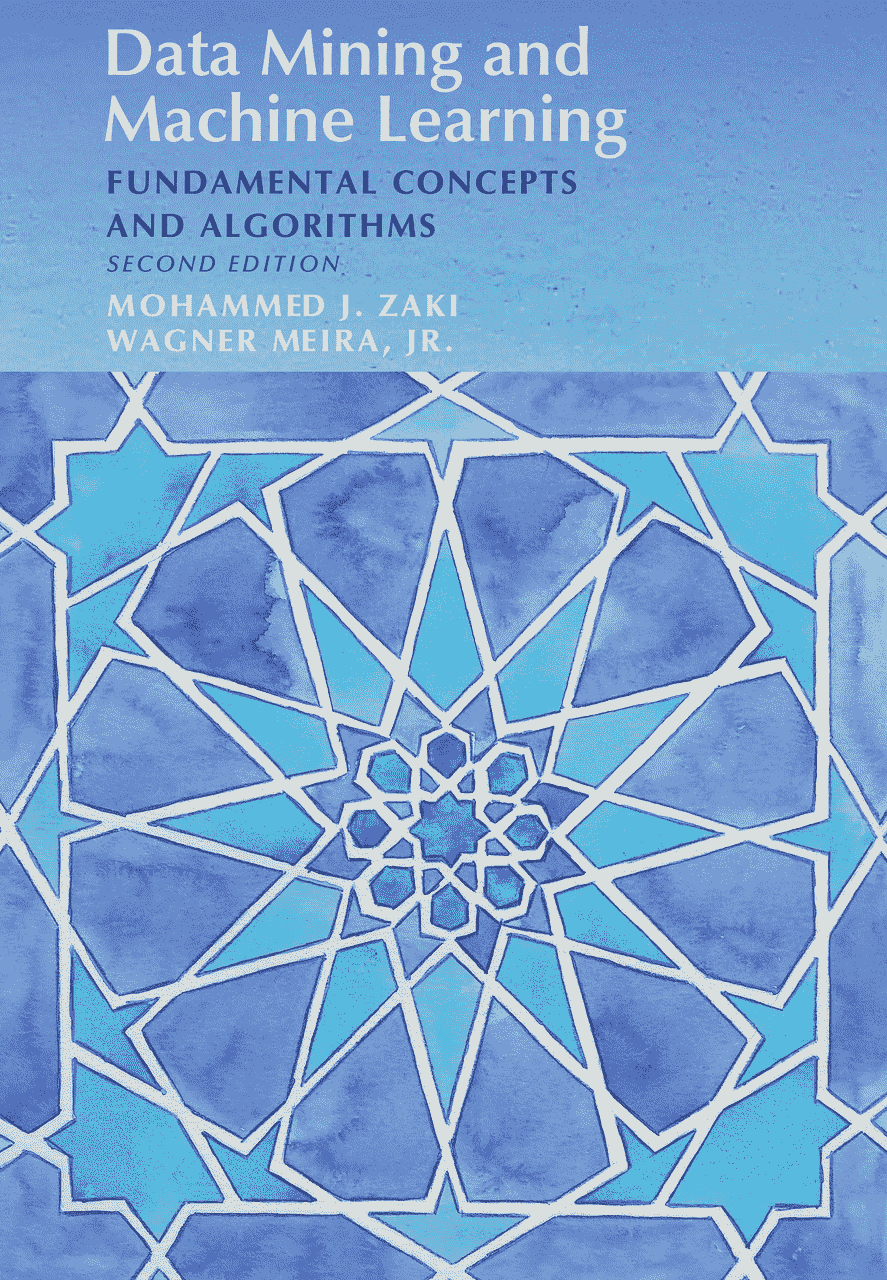 Data Mining and
Machine Learning
FUNDAMENTAL CONCEPTS
AND ALGORITHMS
SECOND EDITION
MOHAMMED J. ZAKI
WAGNER MEIRA, JR.